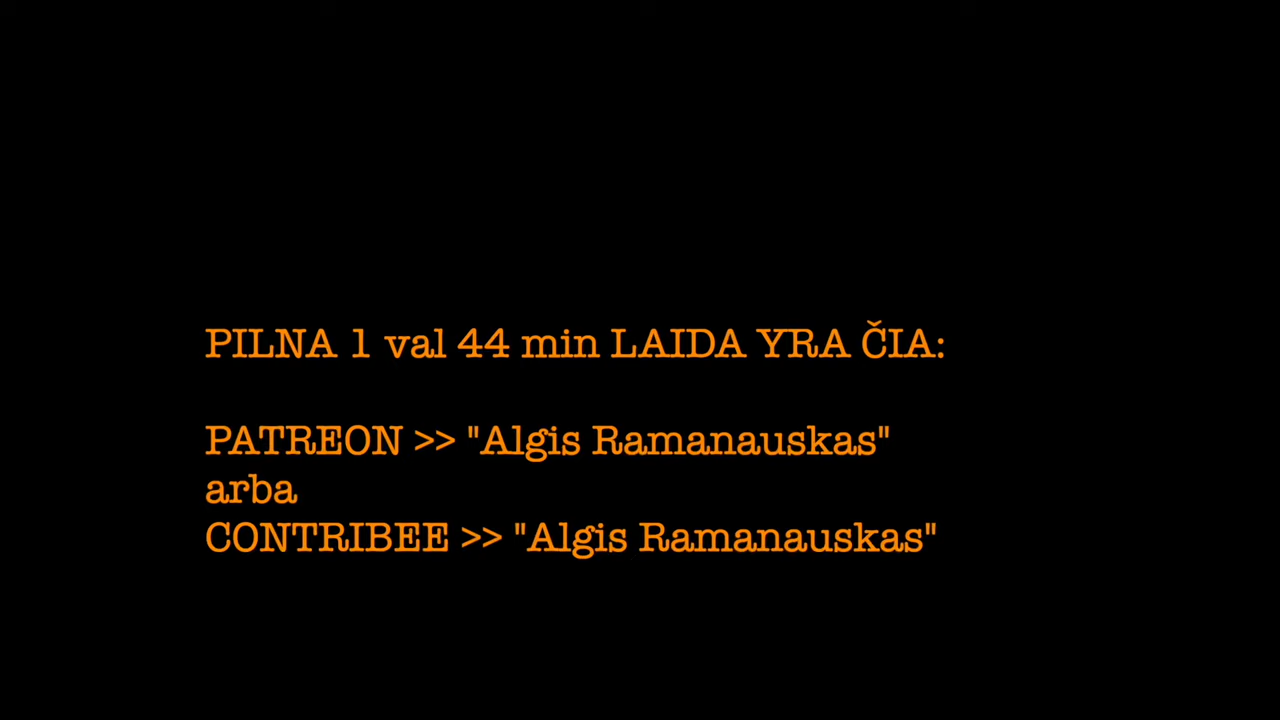 PILNA 1 val 44 min LAIDA YRA ČIA:
PATREON >> "Algis Ramanauskas"
arba
CONTRIBEE >> "Algis Ramanauskas"